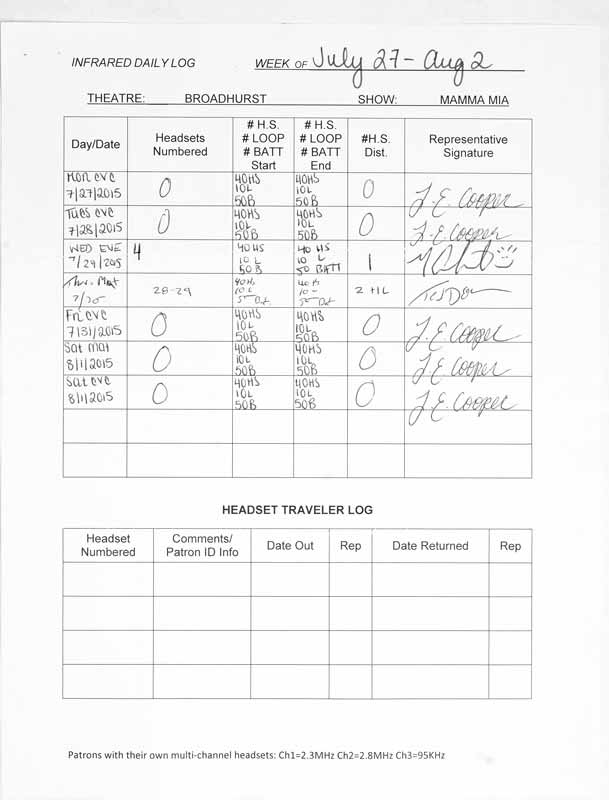 INFRARED DAILY LOG WEEK OF July 27 - Aug 2
THEATRE: BROADHURST SHOW: MAMMA MIA
Day/Date Headsets Numbered # H.S. # LOOP # BATT Start # H.S. # LOOP # BATT End #H.S. Dist. Representative Signature
Mon eve 7/27/2015 0 40HS 10L 50B 40HS 10L 50B 0 J. E. Cooper
Tues eve 7/28/2015 0 40HS 10L 50B 40HS 10L 50B 0 J. E. Cooper
WED EVE 7/29/205 4 40 HS 10 L 50 B 40 HS 10 L 50 BATT 1
Thu. Mat 7/30 28-29 40 HS 10 L 40 HS 10 2 + 1L
Fri eve 7/31/2015 0 40HS 10L 50B 40HS 10L 50B 0 J. E. Cooper
Sat mat 8/1/2015 0 40HS 10L 50B 40HS 10L 50B 0 J. E. Cooper
Sat eve 8/1/2015 0 40HS 10L 50B 40HS 10L 50B 0 J. E. Cooper
HEADSET TRAVELER LOG
Headset Numbered Comments/ Patron ID Info Date Out Rep Date Returned Rep
Patrons with their own multi-channel headsets: Ch1=2.3MHz Ch2=2.8MHz Ch3=95KHz